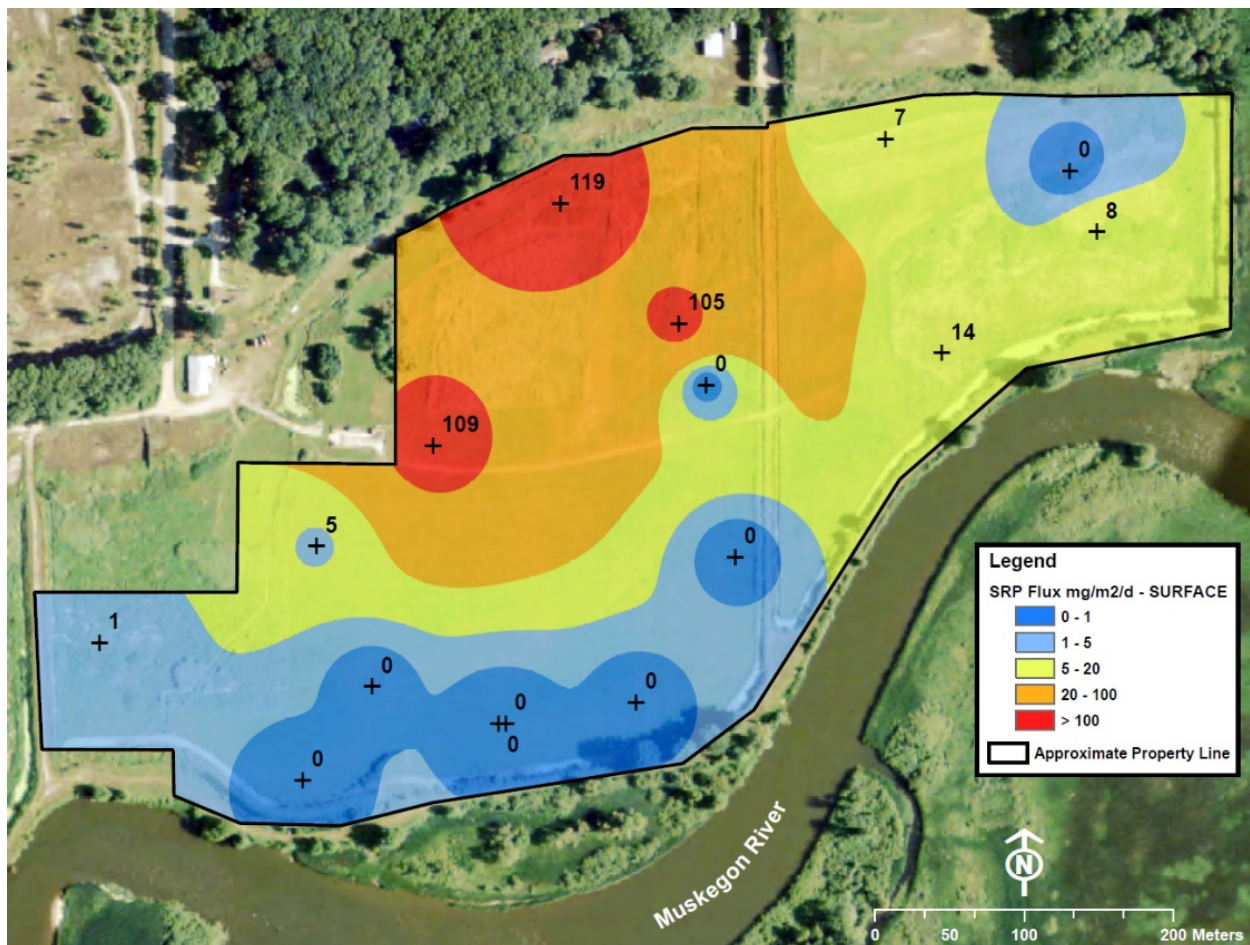 7
0
119
8
105
14
0
109
5
0
1
0
0
0
0
0
Legend
SRP Flux mg/m2/d - SURFACE
0 - 1
1 - 5
5 - 20
20 - 100
> 100
Approximate Property Line
Muskegon River
N
0 50 100 200 Meters